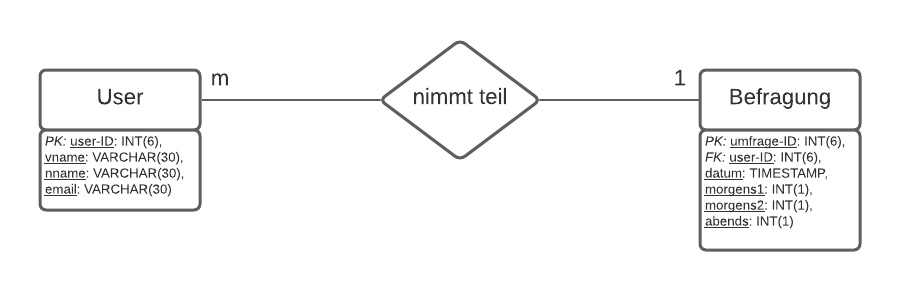 User
m
nimmt teil
1
Befragung
PK: user-ID: INT(6),
vname: VARCHAR(30),
nname: VARCHAR(30),
email: VARCHAR(30)
PK: umfrage-ID: INT(6),
FK: user-ID: INT(6),
datum: TIMESTAMP,
morgens1: INT(1),
morgens2: INT(1),
abends: INT(1)